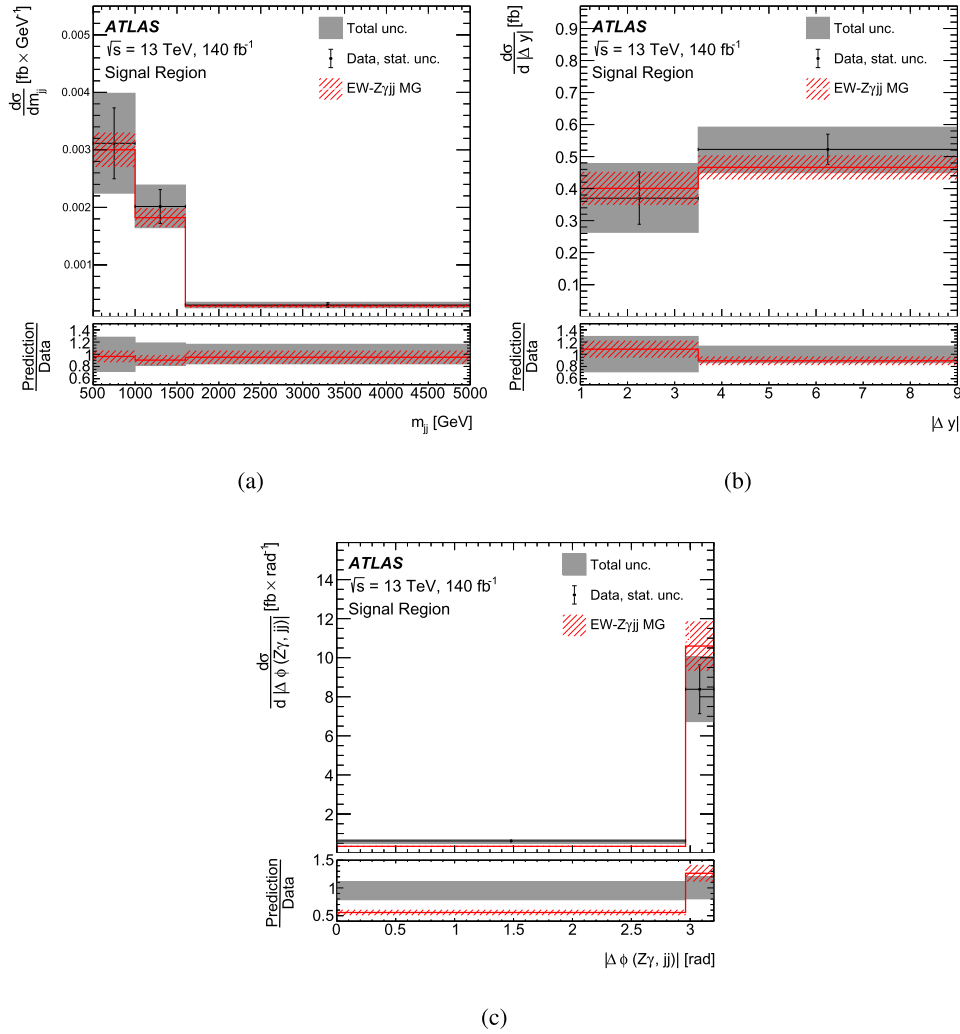 dσ
dm_jj [fb × GeV⁻¹]
0.005
0.004
0.003
0.002
0.001
ATLAS
√s = 13 TeV, 140 fb⁻¹
Signal Region
Total unc.
Data, stat. unc.
EW-Zγjj MG
Prediction
Data
1.4
1.2
1
0.8
0.6
500 1000 1500 2000 2500 3000 3500 4000 4500 5000
m_jj [GeV]
(a)
dσ
d |Δ y| [fb]
0.9
0.8
0.7
0.6
0.5
0.4
0.3
0.2
0.1
ATLAS
√s = 13 TeV, 140 fb⁻¹
Signal Region
Total unc.
Data, stat. unc.
EW-Zγjj MG
Prediction
Data
1.4
1.2
1
0.8
0.6
1 2 3 4 5 6 7 8 9
|Δ y|
(b)
dσ
d |Δ ϕ (Zγ, jj)| [fb × rad⁻¹]
14
12
10
8
6
4
2
ATLAS
√s = 13 TeV, 140 fb⁻¹
Signal Region
Total unc.
Data, stat. unc.
EW-Zγjj MG
Prediction
Data
1.5
1
0.5
0 0.5 1 1.5 2 2.5 3
|Δ ϕ (Zγ, jj)| [rad]
(c)